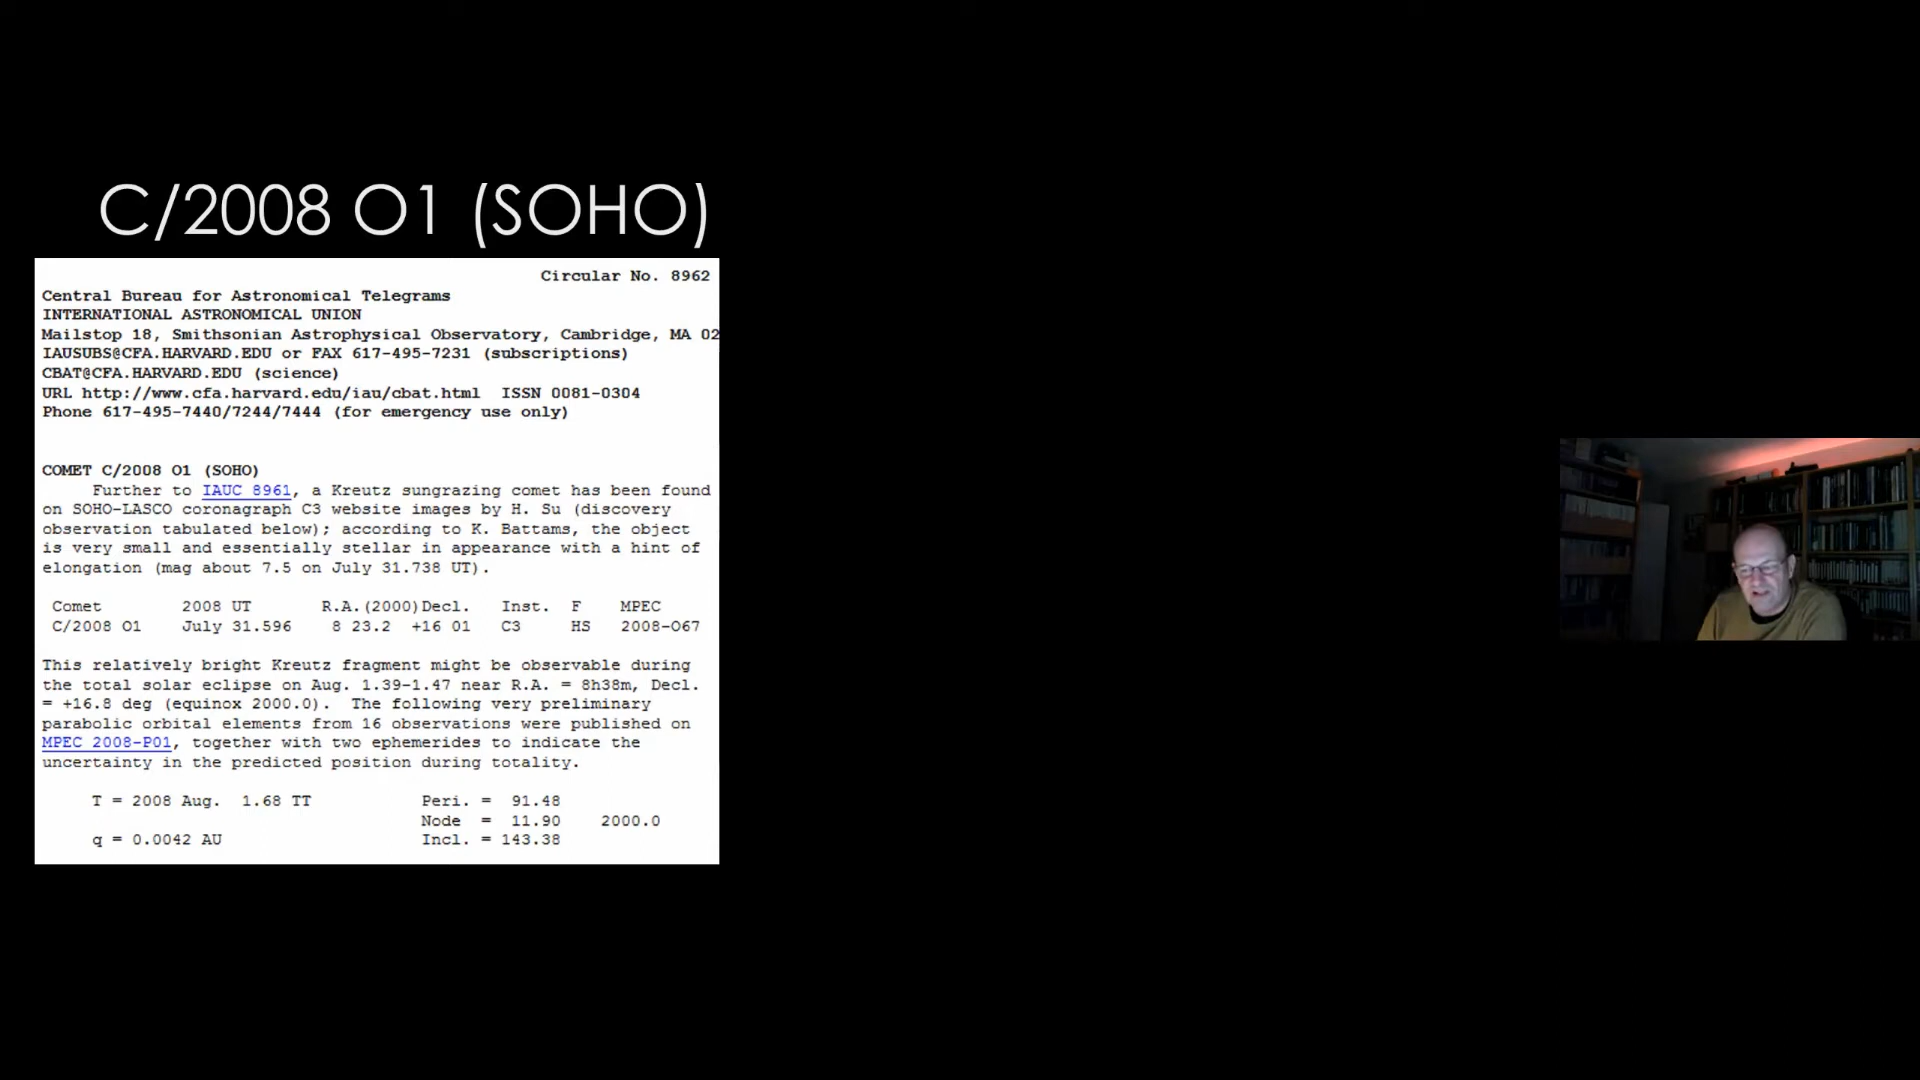 C/2008 O1 (SOHO)
Circular No. 8962
Central Bureau for Astronomical Telegrams
INTERNATIONAL ASTRONOMICAL UNION
Mailstop 18, Smithsonian Astrophysical Observatory, Cambridge, MA 02
IAUSUBS@CFA.HARVARD.EDU or FAX 617-495-7231 (subscriptions)
CBAT@CFA.HARVARD.EDU (science)
URL http://www.cfa.harvard.edu/iau/cbat.html ISSN 0081-0304
Phone 617-495-7440/7244/7444 (for emergency use only)
COMET C/2008 O1 (SOHO)
Further to IAUC 8961, a Kreutz sungrazing comet has been found
on SOHO-LASCO coronagraph C3 website images by H. Su (discovery
observation tabulated below); according to K. Battams, the object
is very small and essentially stellar in appearance with a hint of
elongation (mag about 7.5 on July 31.738 UT).
Comet 2008 UT R.A.(2000)Decl. Inst. F MPEC
C/2008 O1 July 31.596 8 23.2 +16 01 C3 HS 2008-O67
This relatively bright Kreutz fragment might be observable during
the total solar eclipse on Aug. 1.39-1.47 near R.A. = 8h38m, Decl.
= +16.8 deg (equinox 2000.0). The following very preliminary
parabolic orbital elements from 16 observations were published on
MPEC 2008-P01, together with two ephemerides to indicate the
uncertainty in the predicted position during totality.
T = 2008 Aug. 1.68 TT Peri. = 91.48
Node = 11.90 2000.0
q = 0.0042 AU Incl. = 143.38